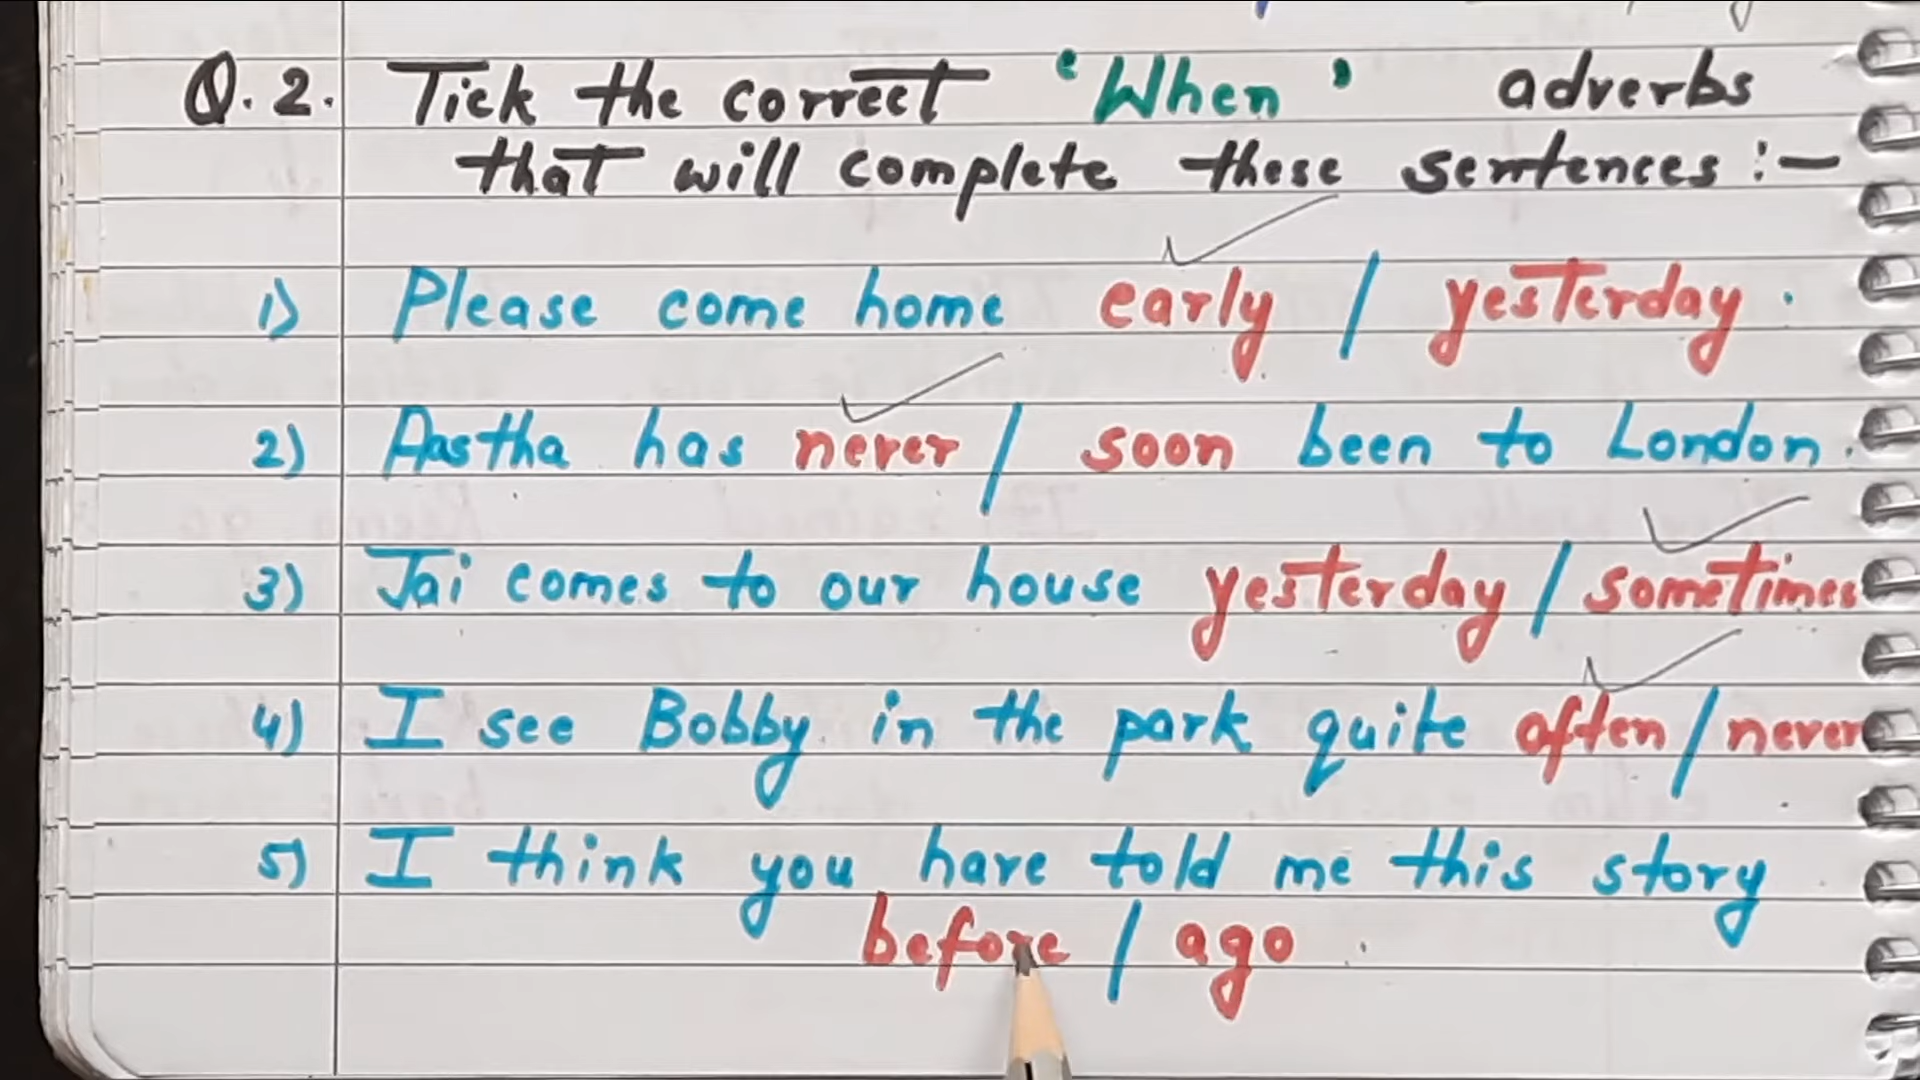 Q. 2. Tick the correct 'When' adverbs
that will complete these sentences :-
1) Please come home early / yesterday.
2) Aastha has never / soon been to London.
3) Jai comes to our house yesterday / sometimes
4) I see Bobby in the park quite often / never
5) I think you have told me this story
before / ago.